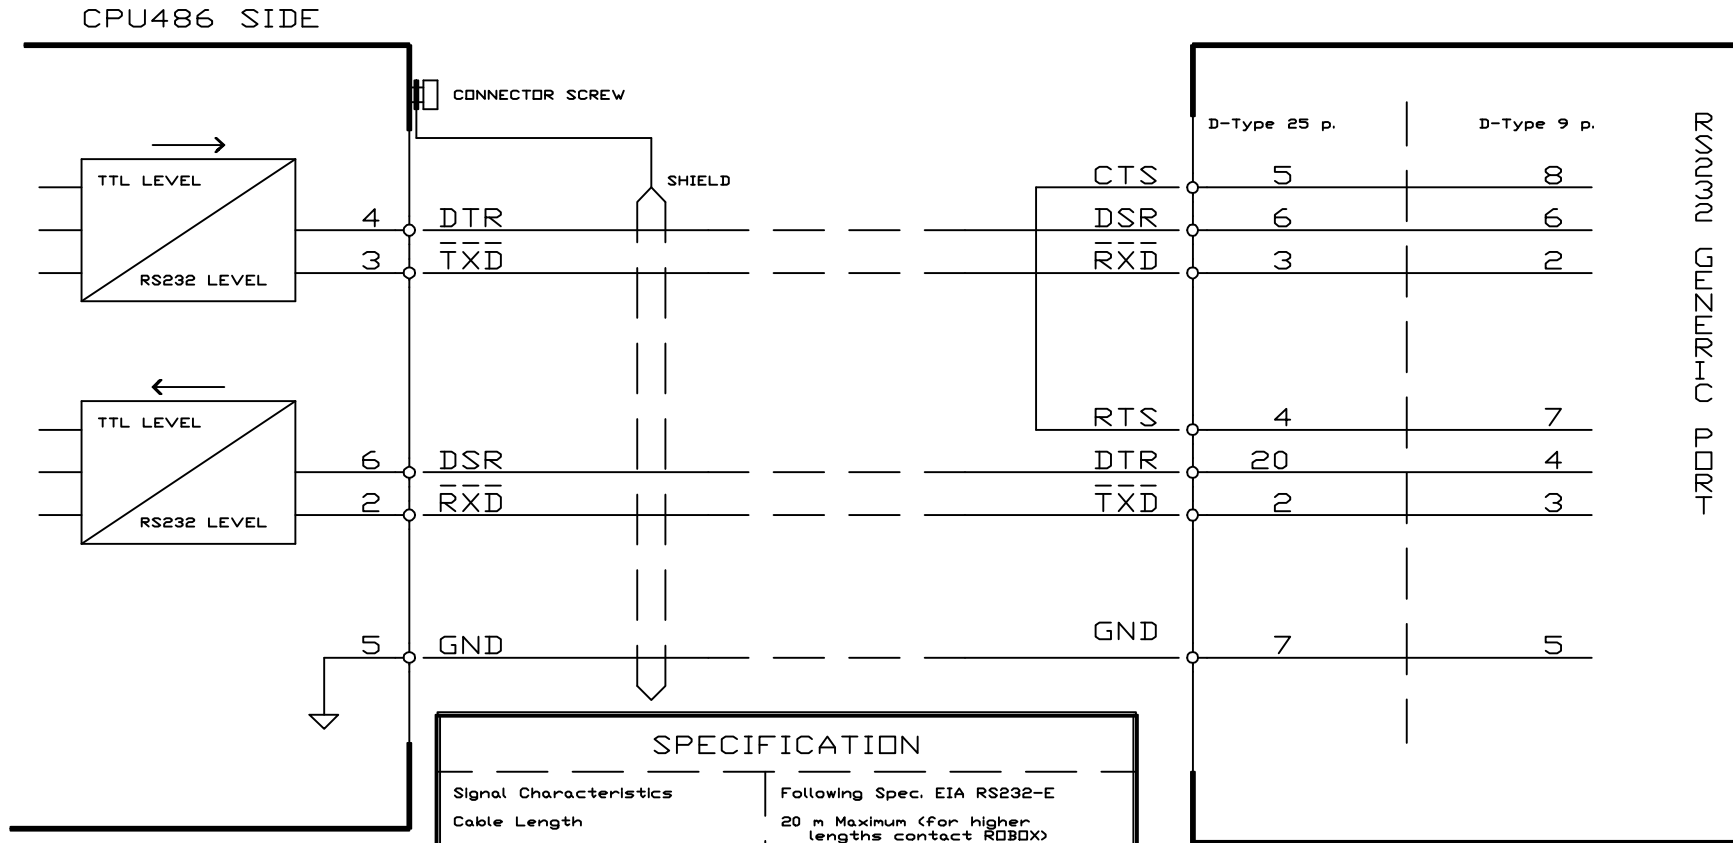 CPU486 SIDE
CONNECTOR SCREW
D-Type 25 p.
D-Type 9 p.
TTL LEVEL
RS232 LEVEL
SHIELD
CTS 5 8
4 DTR DSR 6 6
3 TXD RXD 3 2
RS232 GENERIC PORT
TTL LEVEL
RS232 LEVEL
RTS 4 7
6 DSR DTR 20 4
2 RXD TXD 2 3
5 GND GND 7 5
SPECIFICATION
Signal Characteristics Following Spec. EIA RS232-E
Cable Length 20 m Maximum (for higher
lengths contact ROBOX)